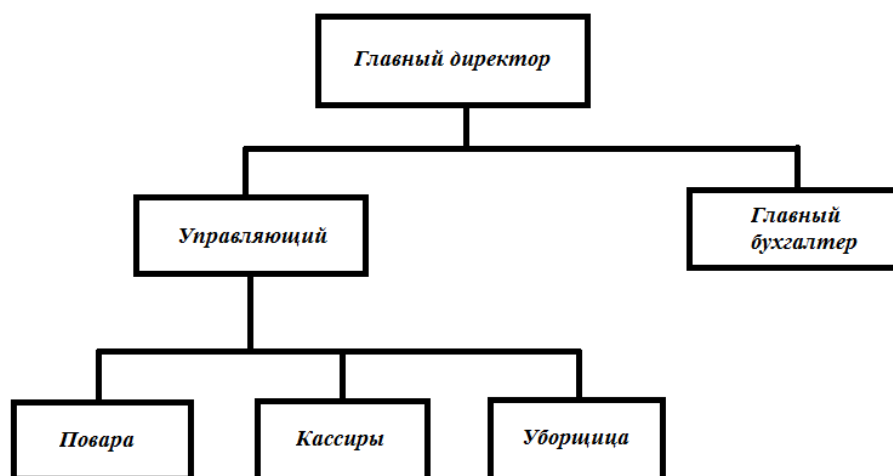 Главный директор
Управляющий
Главный
бухгалтер
Повара
Кассиры
Уборщица